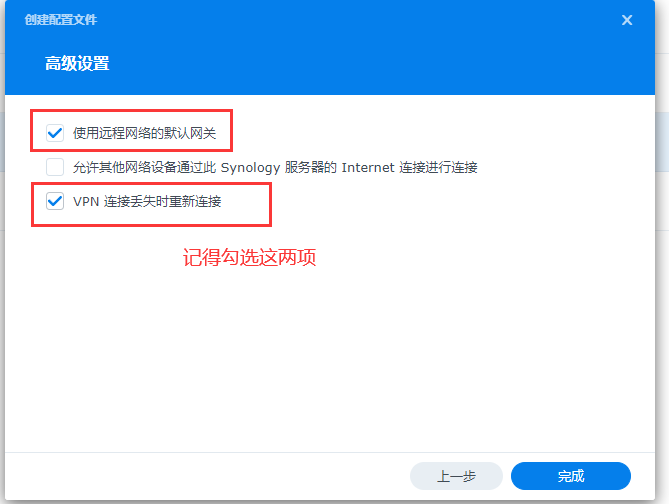 创建配置文件
高级设置
使用远程网络的默认网关
允许其他网络设备通过此 Synology 服务器的 Internet 连接进行连接
VPN 连接丢失时重新连接
记得勾选这两项
上一步
完成